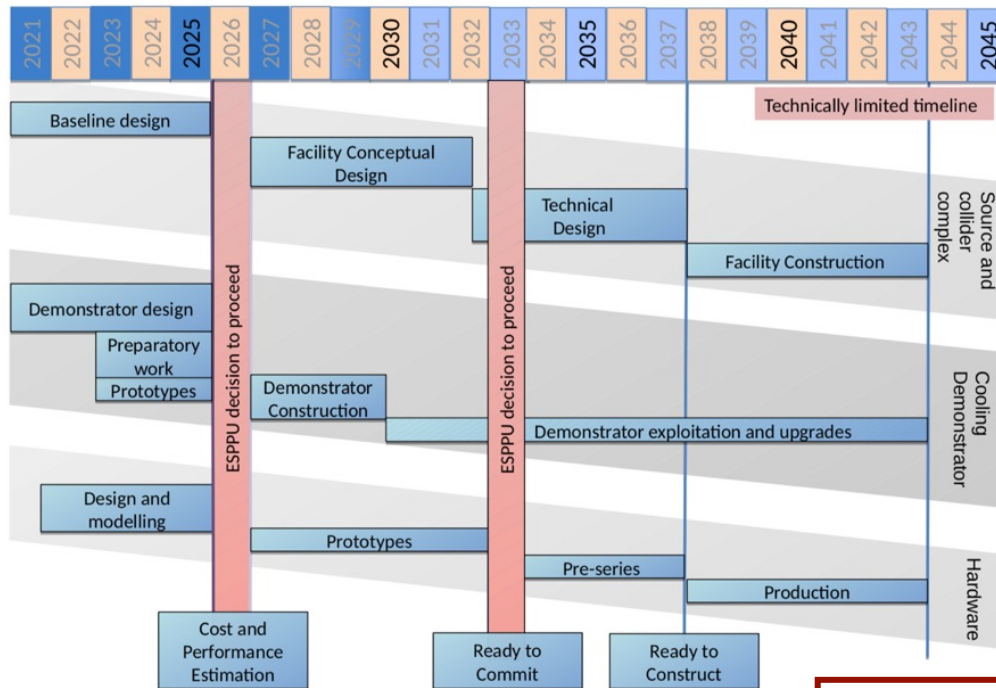 2021 2022 2023 2024 2025 2026 2027 2028 2029 2030 2031 2032 2033 2034 2035 2036 2037 2038 2039 2040 2041 2042 2043 2044 2045
Technically limited timeline
Baseline design
Facility Conceptual
Design
Technical
Design
Facility Construction
Source and
collider
complex
ESPPU decision to proceed
ESPPU decision to proceed
Demonstrator design
Preparatory
work
Prototypes
Demonstrator
Construction
Demonstrator exploitation and upgrades
Cooling
Demonstrator
Design and
modelling
Prototypes
Pre-series
Production
Hardware
Cost and
Performance
Estimation
Ready to
Commit
Ready to
Construct